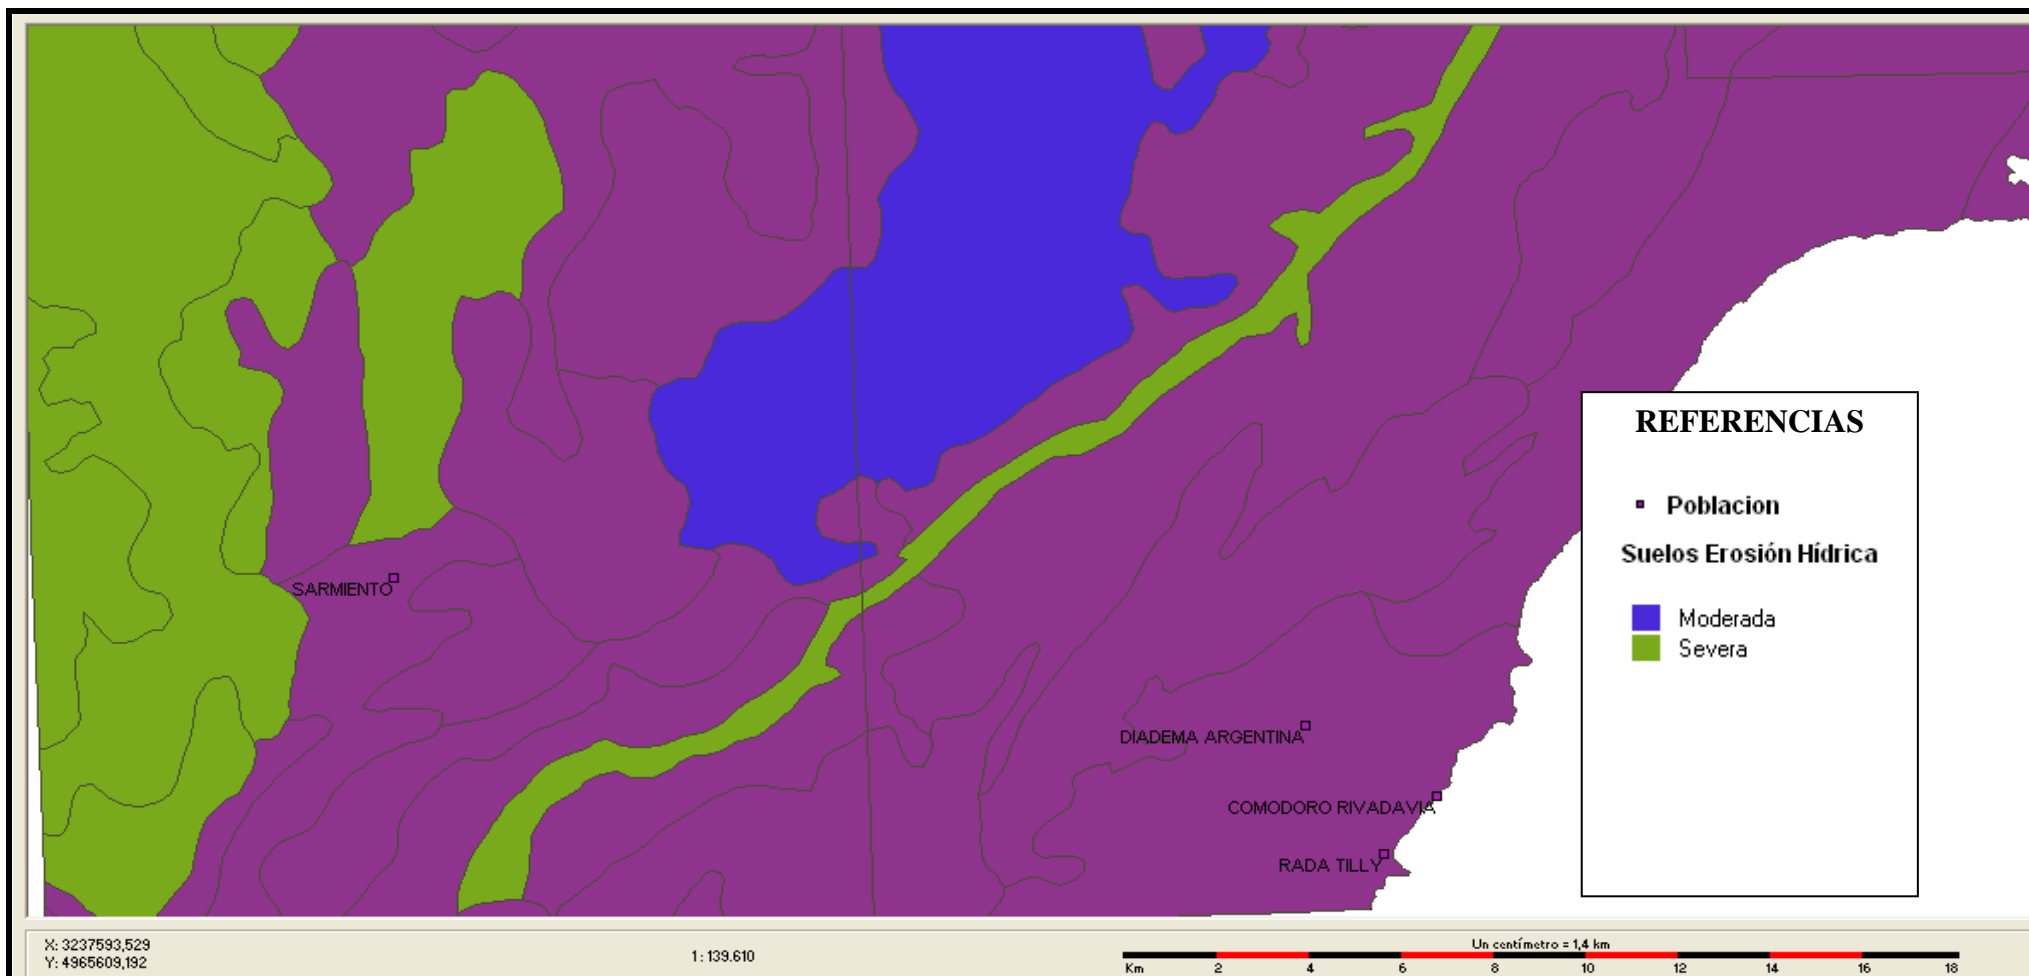 REFERENCIAS
Poblacion
Suelos Erosión Hídrica
Moderada
Severa
SARMIENTO
DIADEMA ARGENTINA
COMODORO RIVADAVIA
RADA TILLY
X: 3237593,529
Y: 4965609,192
1: 139.610
Un centímetro = 1,4 km
Km 2 4 6 8 10 12 14 16 18